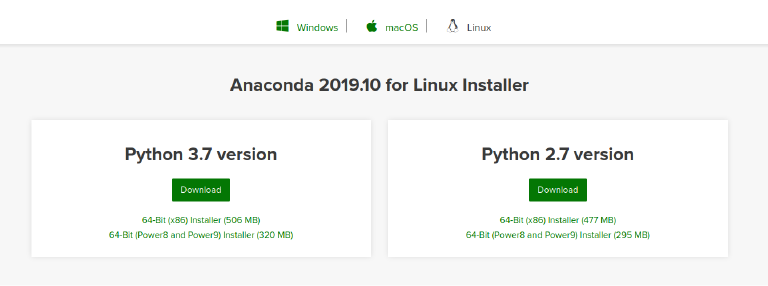 Windows macOS Linux
Anaconda 2019.10 for Linux Installer
Python 3.7 version
Download
64-Bit (x86) Installer (506 MB)
64-Bit (Power8 and Power9) Installer (320 MB)
Python 2.7 version
Download
64-Bit (x86) Installer (477 MB)
64-Bit (Power8 and Power9) Installer (295 MB)